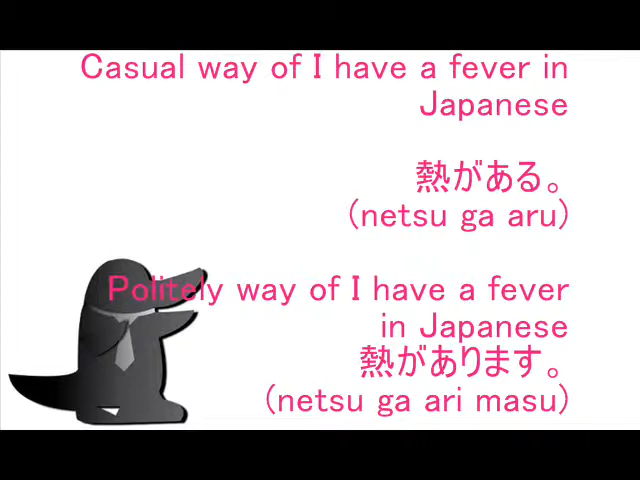 Casual way of I have a fever in
Japanese
熱がある。
(netsu ga aru)
Politely way of I have a fever
in Japanese
熱があります。
(netsu ga ari masu)